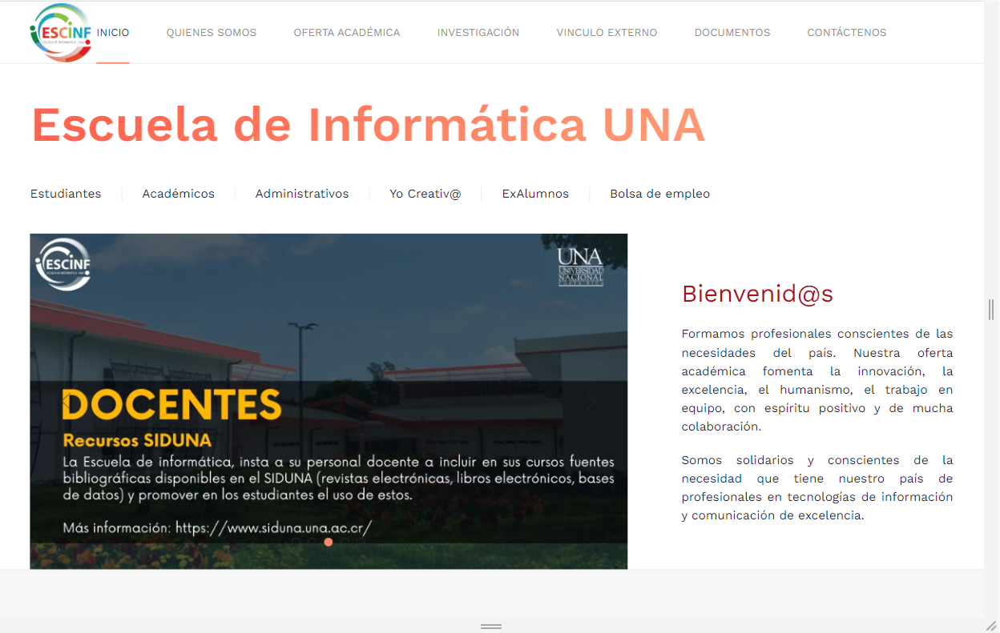 ESCINF
INICIO
QUIENES SOMOS
OFERTA ACADÉMICA
INVESTIGACIÓN
VINCULO EXTERNO
DOCUMENTOS
CONTÁCTENOS
Escuela de Informática UNA
Estudiantes
Académicos
Administrativos
Yo Creativ@
ExAlumnos
Bolsa de empleo
ESCINF
ESCUELA DE INFORMÁTICA - UNA
UNA
UNIVERSIDAD
NACIONAL
COSTA RICA
DOCENTES
Recursos SIDUNA
La Escuela de informática, insta a su personal docente a incluir en sus cursos fuentes
bibliográficas disponibles en el SIDUNA (revistas electrónicas, libros electrónicos, bases
de datos) y promover en los estudiantes el uso de estos.
Más información: https://www.siduna.una.ac.cr/
Bienvenid@s
Formamos profesionales conscientes de las
necesidades del país. Nuestra oferta
académica fomenta la innovación, la
excelencia, el humanismo, el trabajo en
equipo, con espíritu positivo y de mucha
colaboración.
Somos solidarios y conscientes de la
necesidad que tiene nuestro país de
profesionales en tecnologías de información
y comunicación de excelencia.